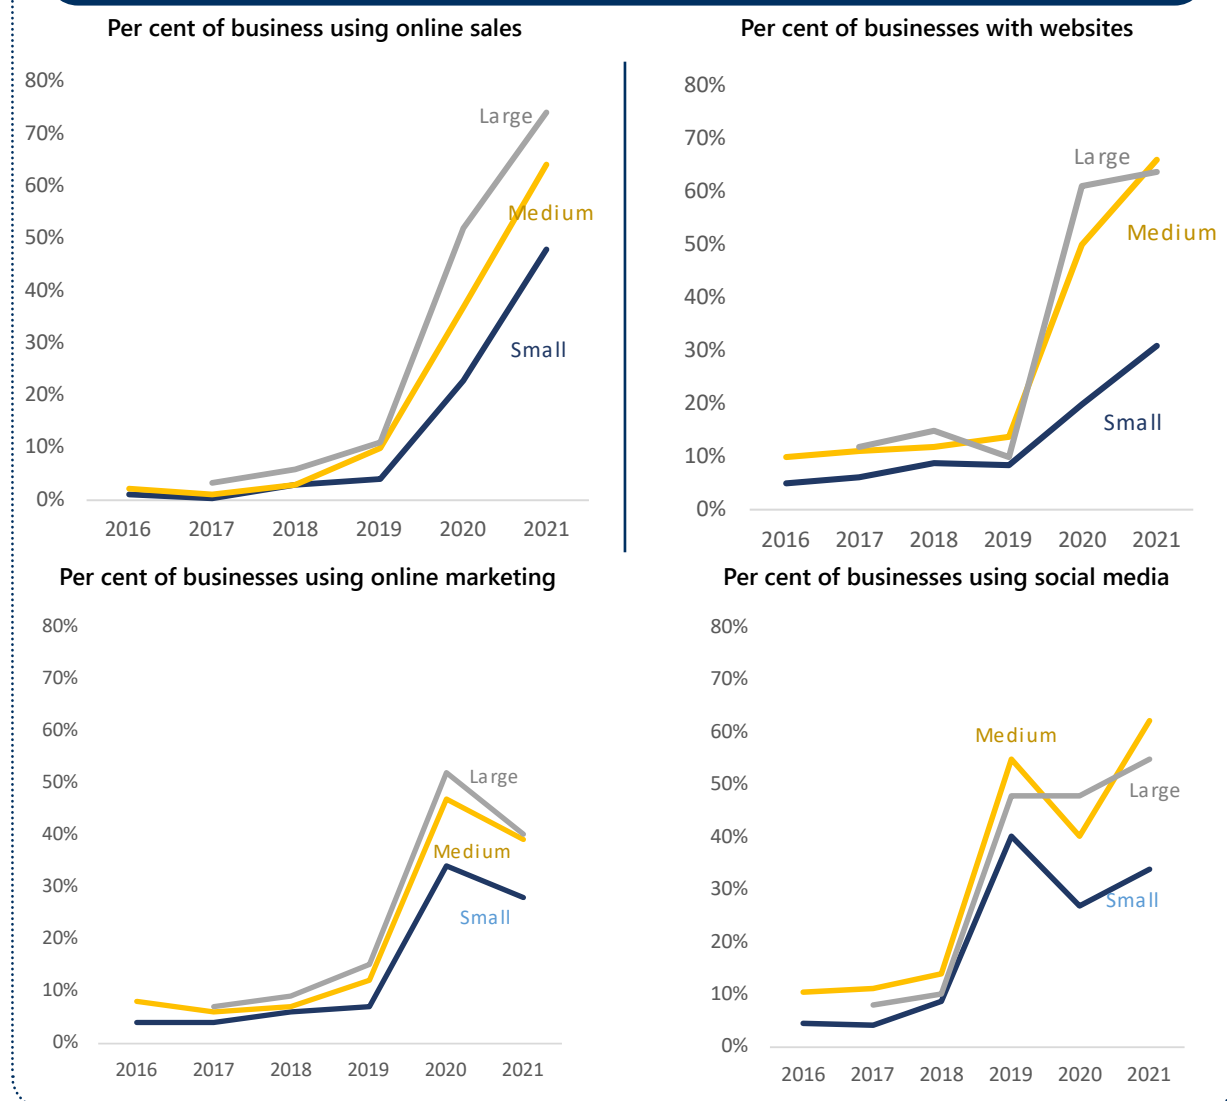 Per cent of business using online sales
80%
70%
60%
50%
40%
30%
20%
10%
0%
Large
Medium
Small
2016 2017 2018 2019 2020 2021
Per cent of businesses with websites
80%
70%
60%
50%
40%
30%
20%
10%
0%
Large
Medium
Small
2016 2017 2018 2019 2020 2021
Per cent of businesses using online marketing
80%
70%
60%
50%
40%
30%
20%
10%
0%
Large
Medium
Small
2016 2017 2018 2019 2020 2021
Per cent of businesses using social media
80%
70%
60%
50%
40%
30%
20%
10%
0%
Medium
Large
Small
2016 2017 2018 2019 2020 2021